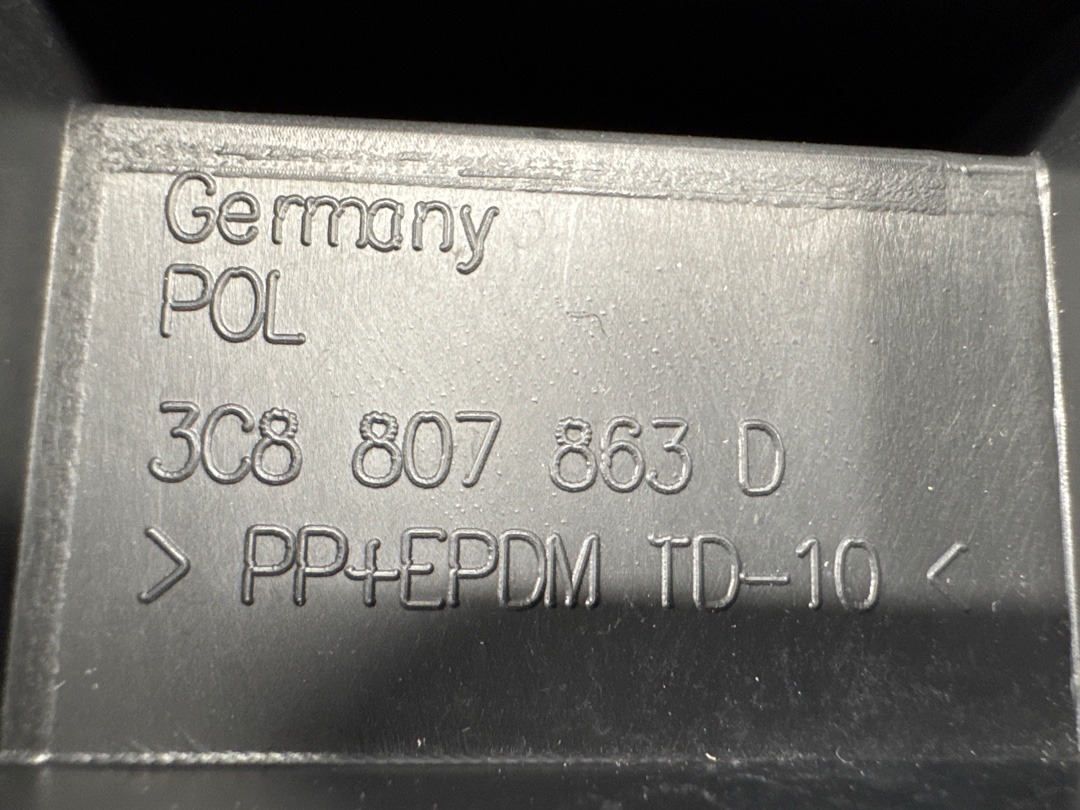 Germany
POL
3C8 807 863 D
> PP+EPDM TD-10 <